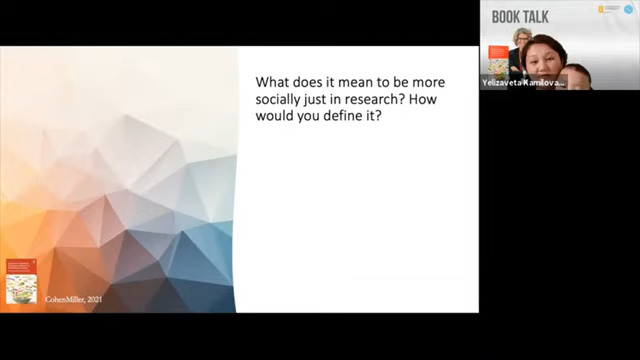 BOOK TALK
Yelizaveta Kamilova...
What does it mean to be more
socially just in research? How
would you define it?
CohenMiller, 2021